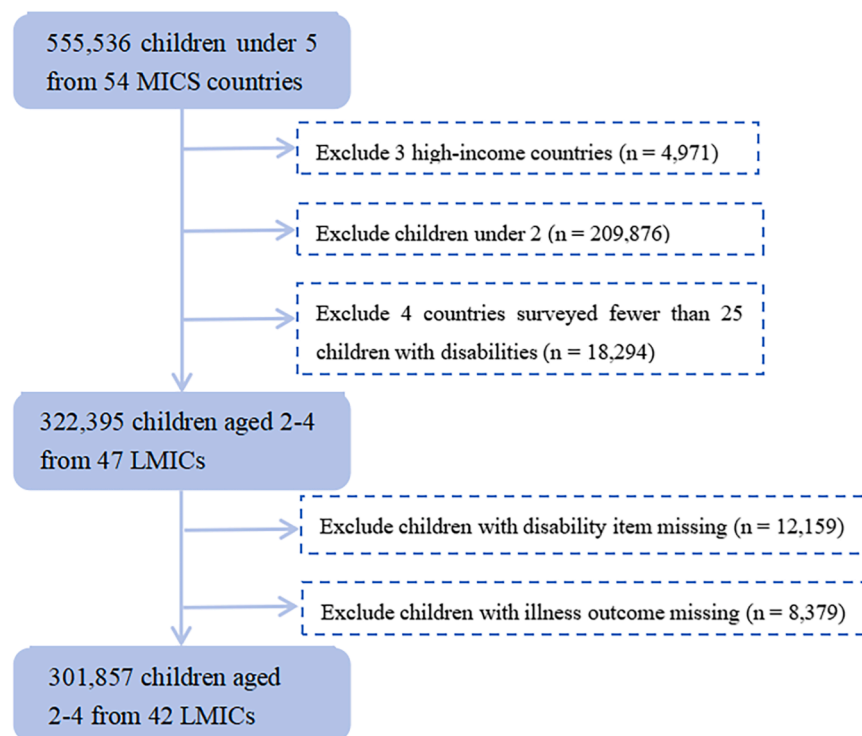 555,536 children under 5
from 54 MICS countries
Exclude 3 high-income countries (n = 4,971)
Exclude children under 2 (n = 209,876)
Exclude 4 countries surveyed fewer than 25
children with disabilities (n = 18,294)
322,395 children aged 2-4
from 47 LMICs
Exclude children with disability item missing (n = 12,159)
Exclude children with illness outcome missing (n = 8,379)
301,857 children aged
2-4 from 42 LMICs